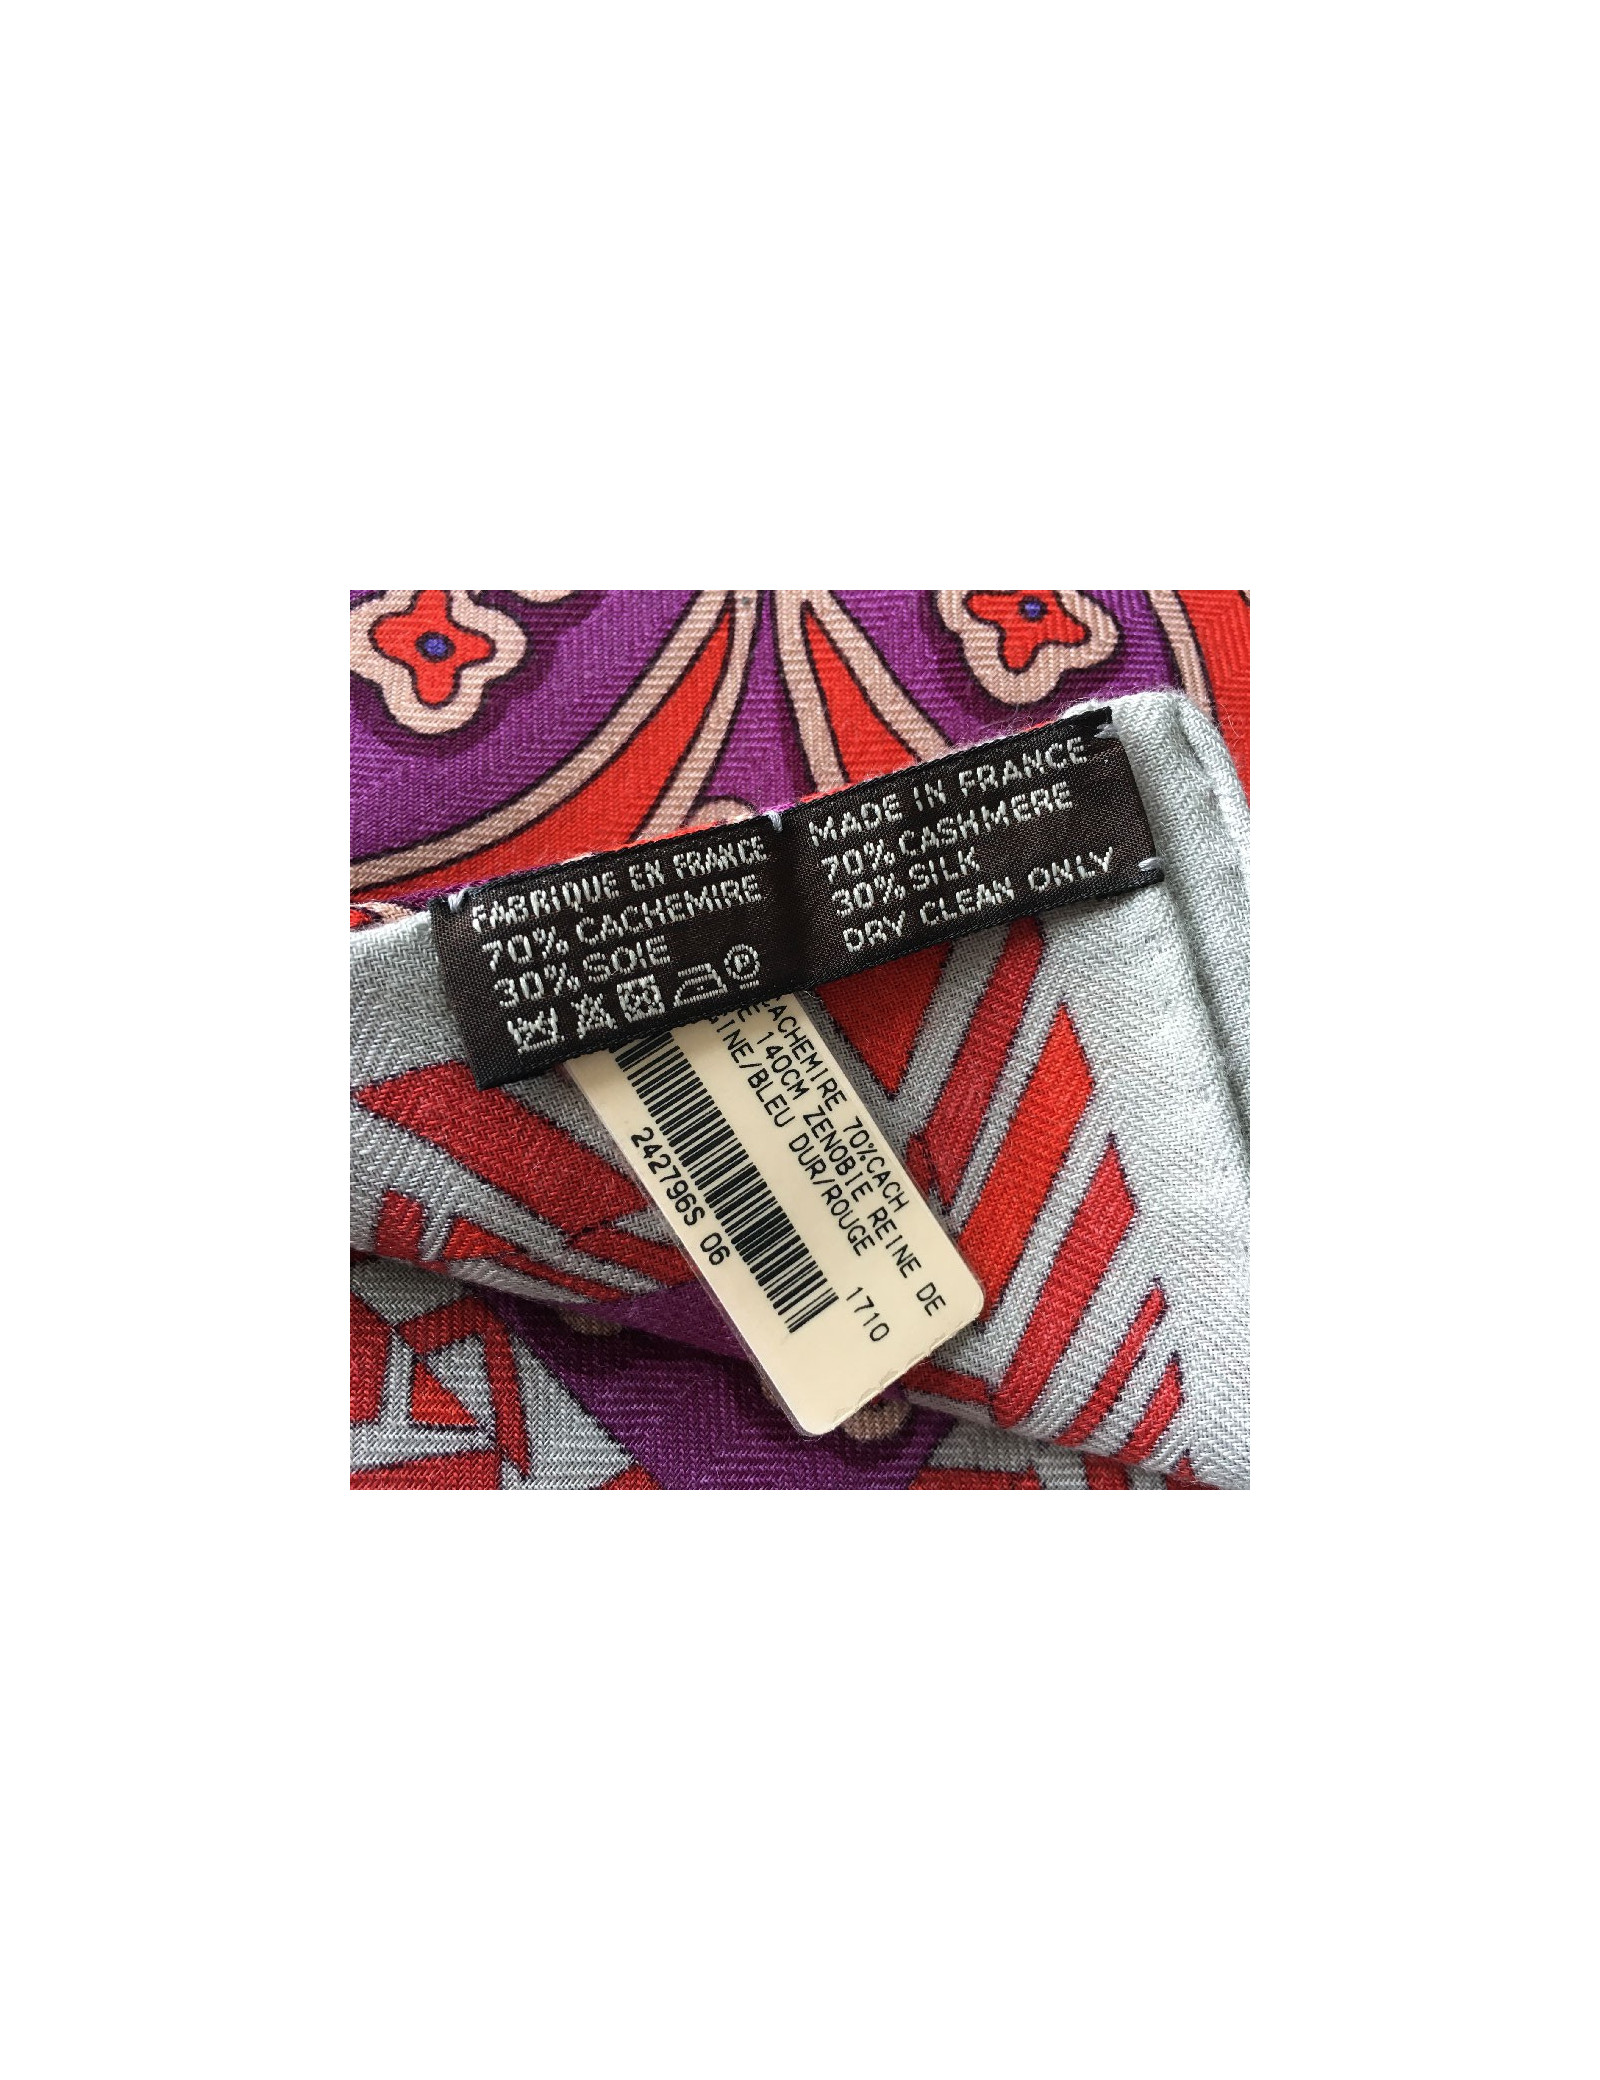 FABRIQUE EN FRANCE
70% CACHEMIRE
30% SOIE
P
MADE IN FRANCE
70% CASHMERE
30% SILK
DRY CLEAN ONLY
CACHEMIRE 70%CACH
140CM ZENOBIE REINE DE
/BLEU DUR/ROUGE 1710
242796S 06